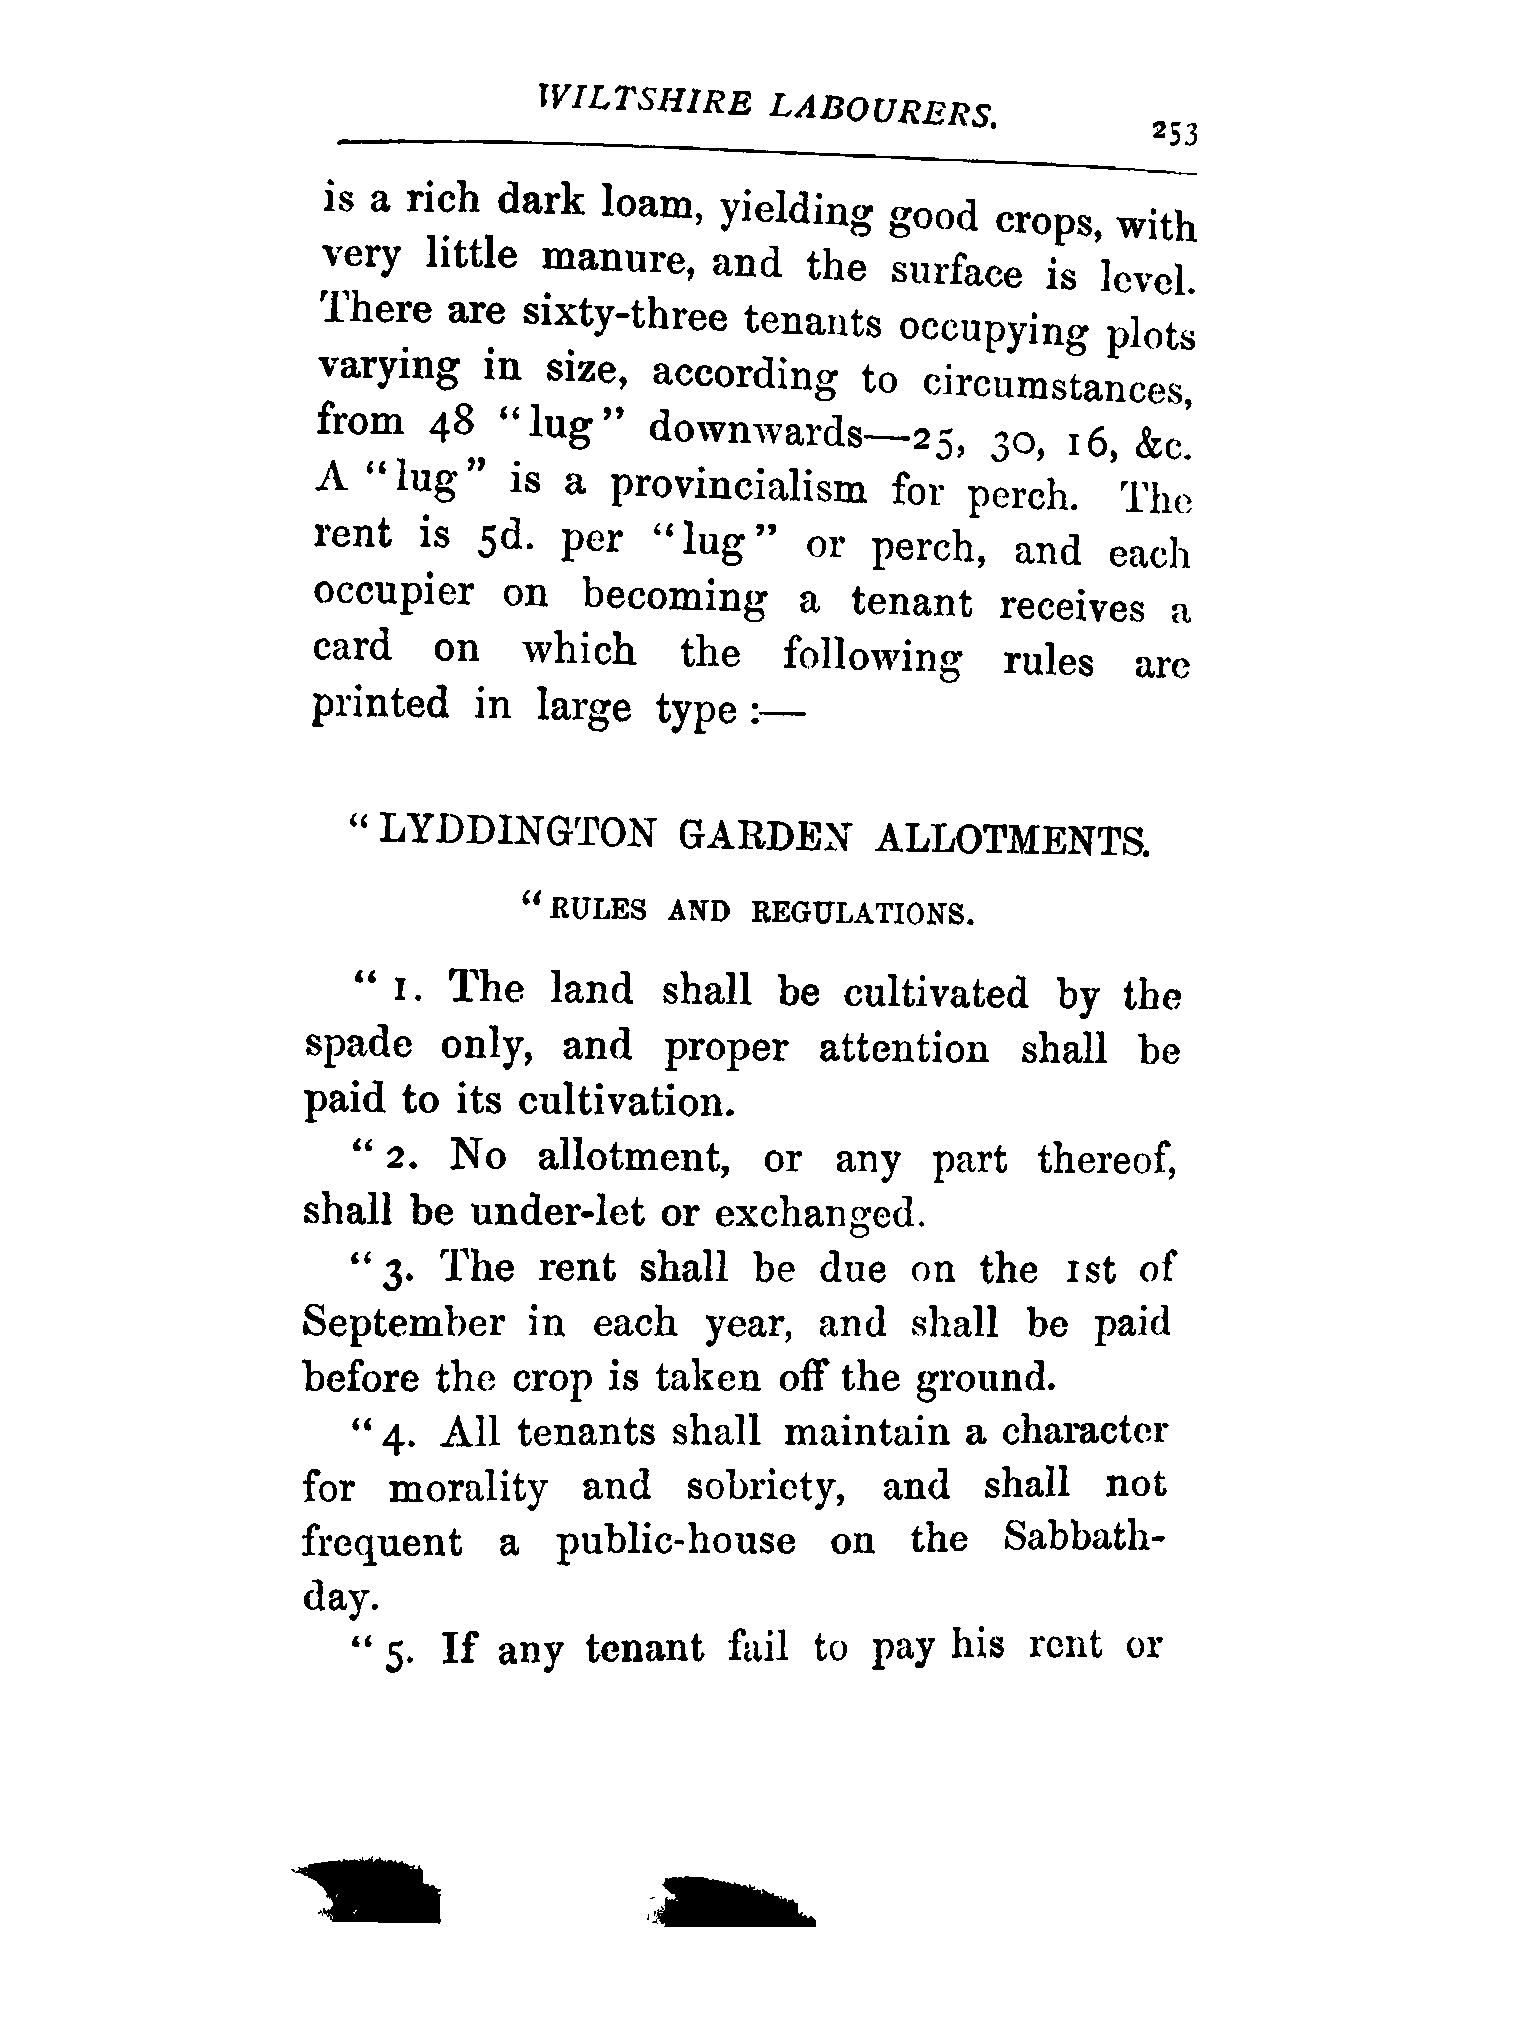 WILTSHIRE LABOURERS.
253
is a rich dark loam, yielding good crops, with
very little manure, and the surface is level.
There are sixty-three tenants occupying plots
varying in size, according to circumstances,
from 48 “lug” downwards—25, 30, 16, &c.
A “lug” is a provincialism for perch. The
rent is 5d. per “lug” or perch, and each
occupier on becoming a tenant receives a
card on which the following rules are
printed in large type :—
“LYDDINGTON GARDEN ALLOTMENTS.
“RULES AND REGULATIONS.
“1. The land shall be cultivated by the
spade only, and proper attention shall be
paid to its cultivation.
“2. No allotment, or any part thereof,
shall be under-let or exchanged.
“3. The rent shall be due on the 1st of
September in each year, and shall be paid
before the crop is taken off the ground.
“4. All tenants shall maintain a character
for morality and sobriety, and shall not
frequent a public-house on the Sabbath-
day.
“5. If any tenant fail to pay his rent or